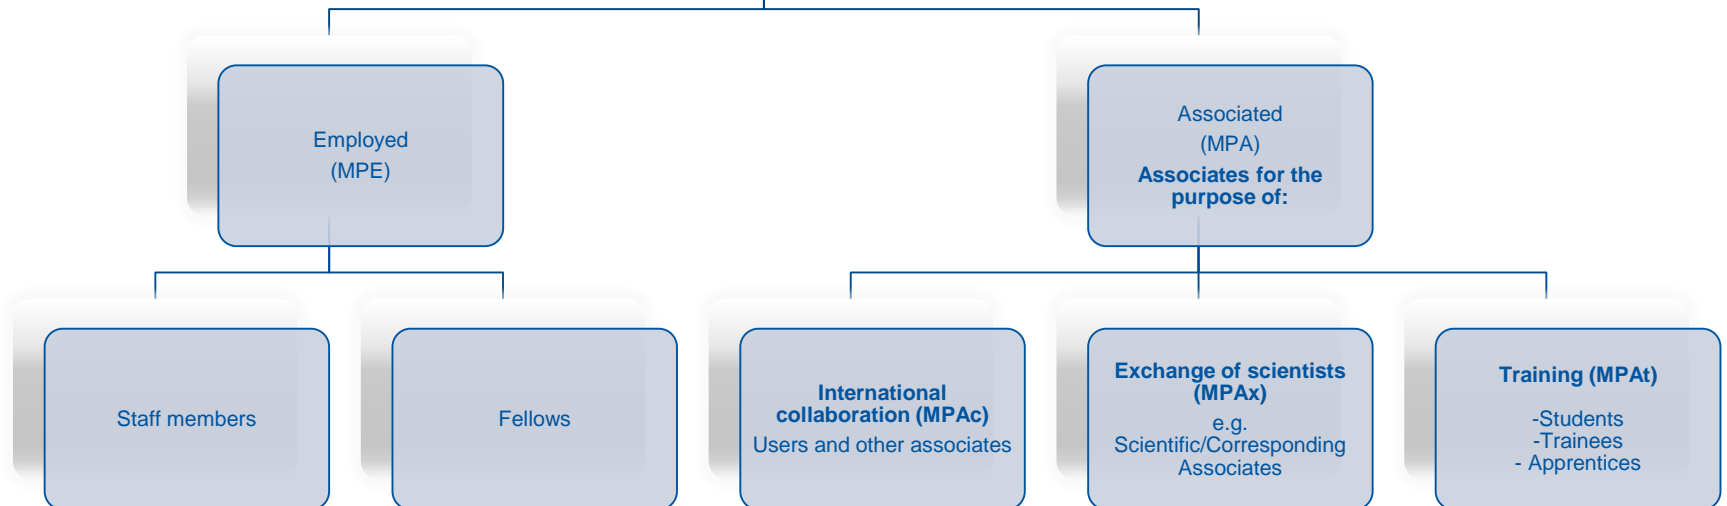 Employed
(MPE)
Associated
(MPA)
Associates for the
purpose of:
Staff members
Fellows
International
collaboration (MPAc)
Users and other associates
Exchange of scientists
(MPAx)
e.g.
Scientific/Corresponding
Associates
Training (MPAt)
-Students
-Trainees
- Apprentices